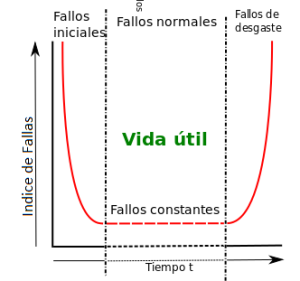 Fallos
iniciales
Fallos normales
Fallos de
desgaste
Indice de Fallas
Vida útil
Fallos constantes
Tiempo t